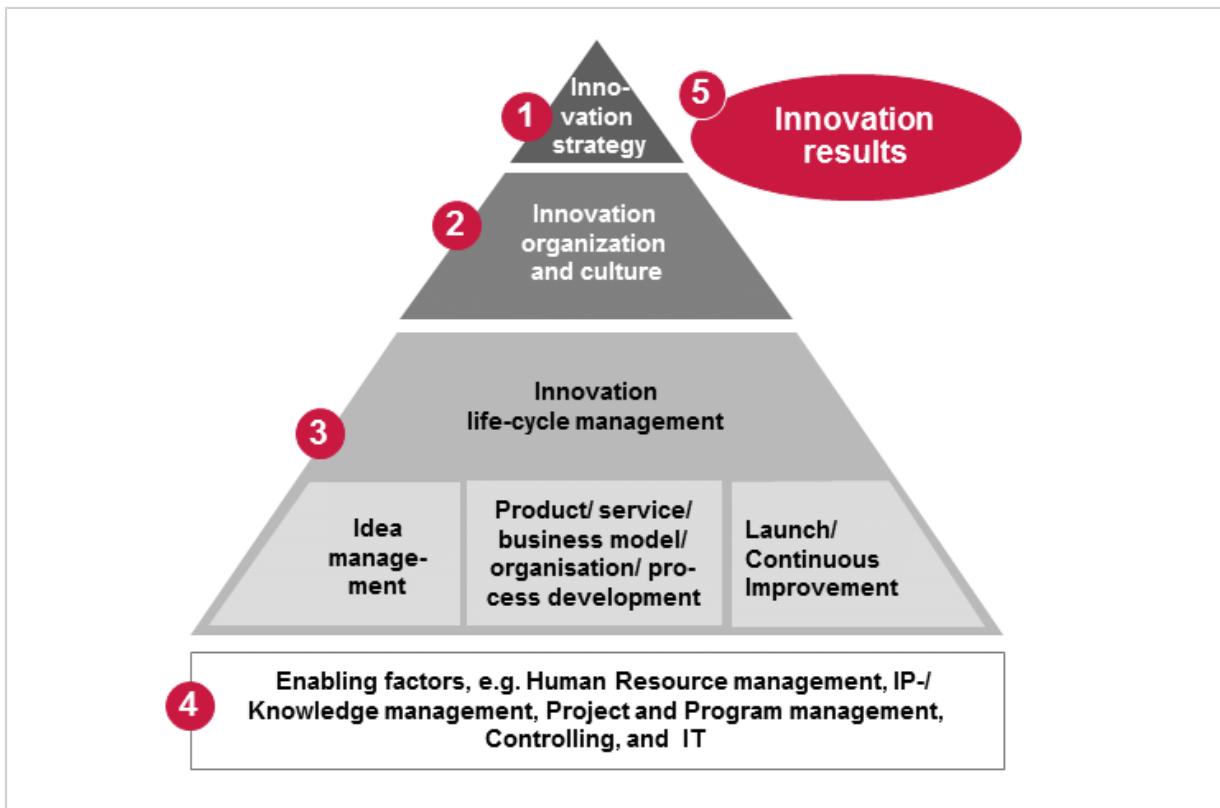 1
Inno-
vation
strategy
5
Innovation
results
2
Innovation
organization
and culture
3
Innovation
life-cycle management
Idea
manage-
ment
Product/ service/
business model/
organisation/ pro-
cess development
Launch/
Continuous
Improvement
4
Enabling factors, e.g. Human Resource management, IP-/
Knowledge management, Project and Program management,
Controlling, and IT